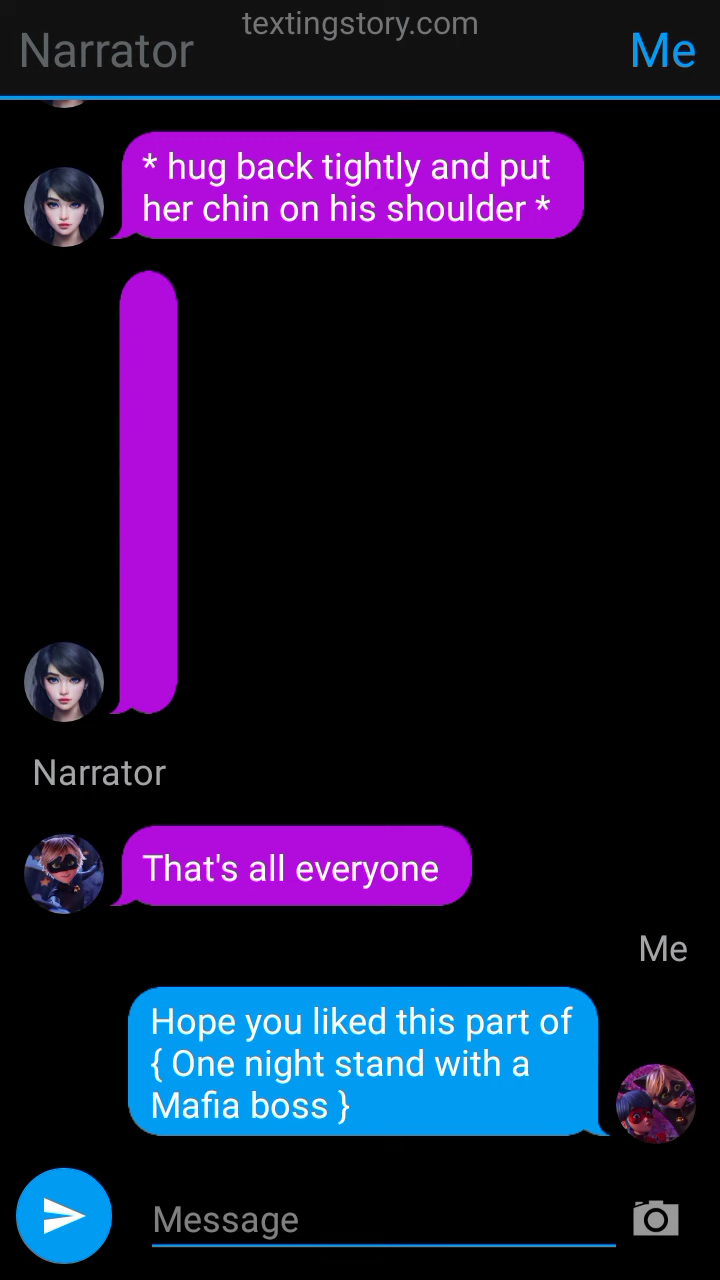 textingstory.com
Narrator
Me
* hug back tightly and put
her chin on his shoulder *
Narrator
That's all everyone
Me
Hope you liked this part of
{ One night stand with a
Mafia boss }
Message